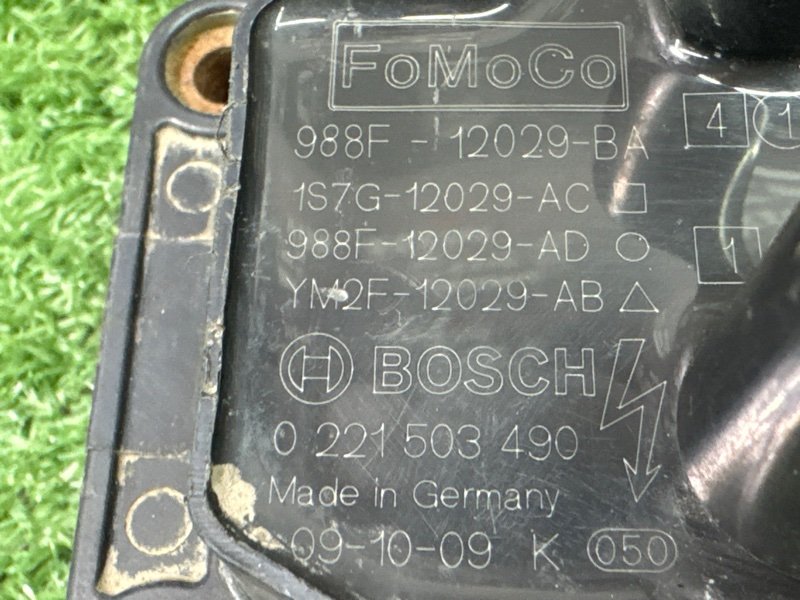 FoMoCo
988F - 12029-BA 4 1
1S7G-12029-AC □
988F-12029-AD ○ 1
YM2F-12029-AB △
BOSCH
0 221 503 490
Made in Germany
09-10-09 K 050